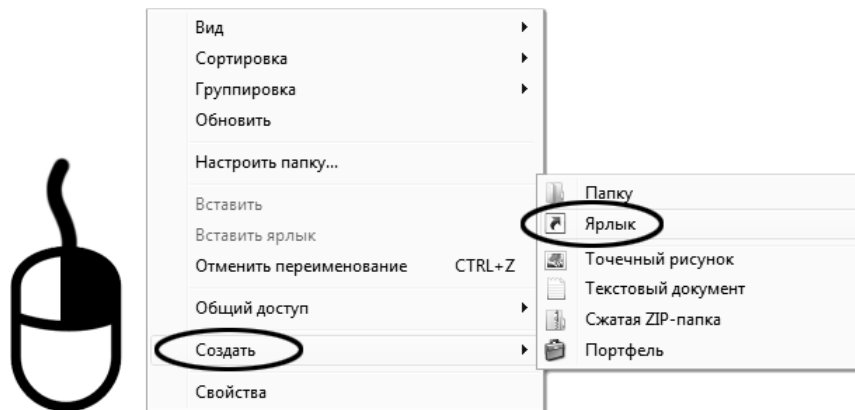 Вид
Сортировка
Группировка
Обновить
Настроить папку...
Вставить
Вставить ярлык
Отменить переименование CTRL+Z
Общий доступ
Создать
Свойства
Папку
Ярлык
Точечный рисунок
Текстовый документ
Сжатая ZIP-папка
Портфель